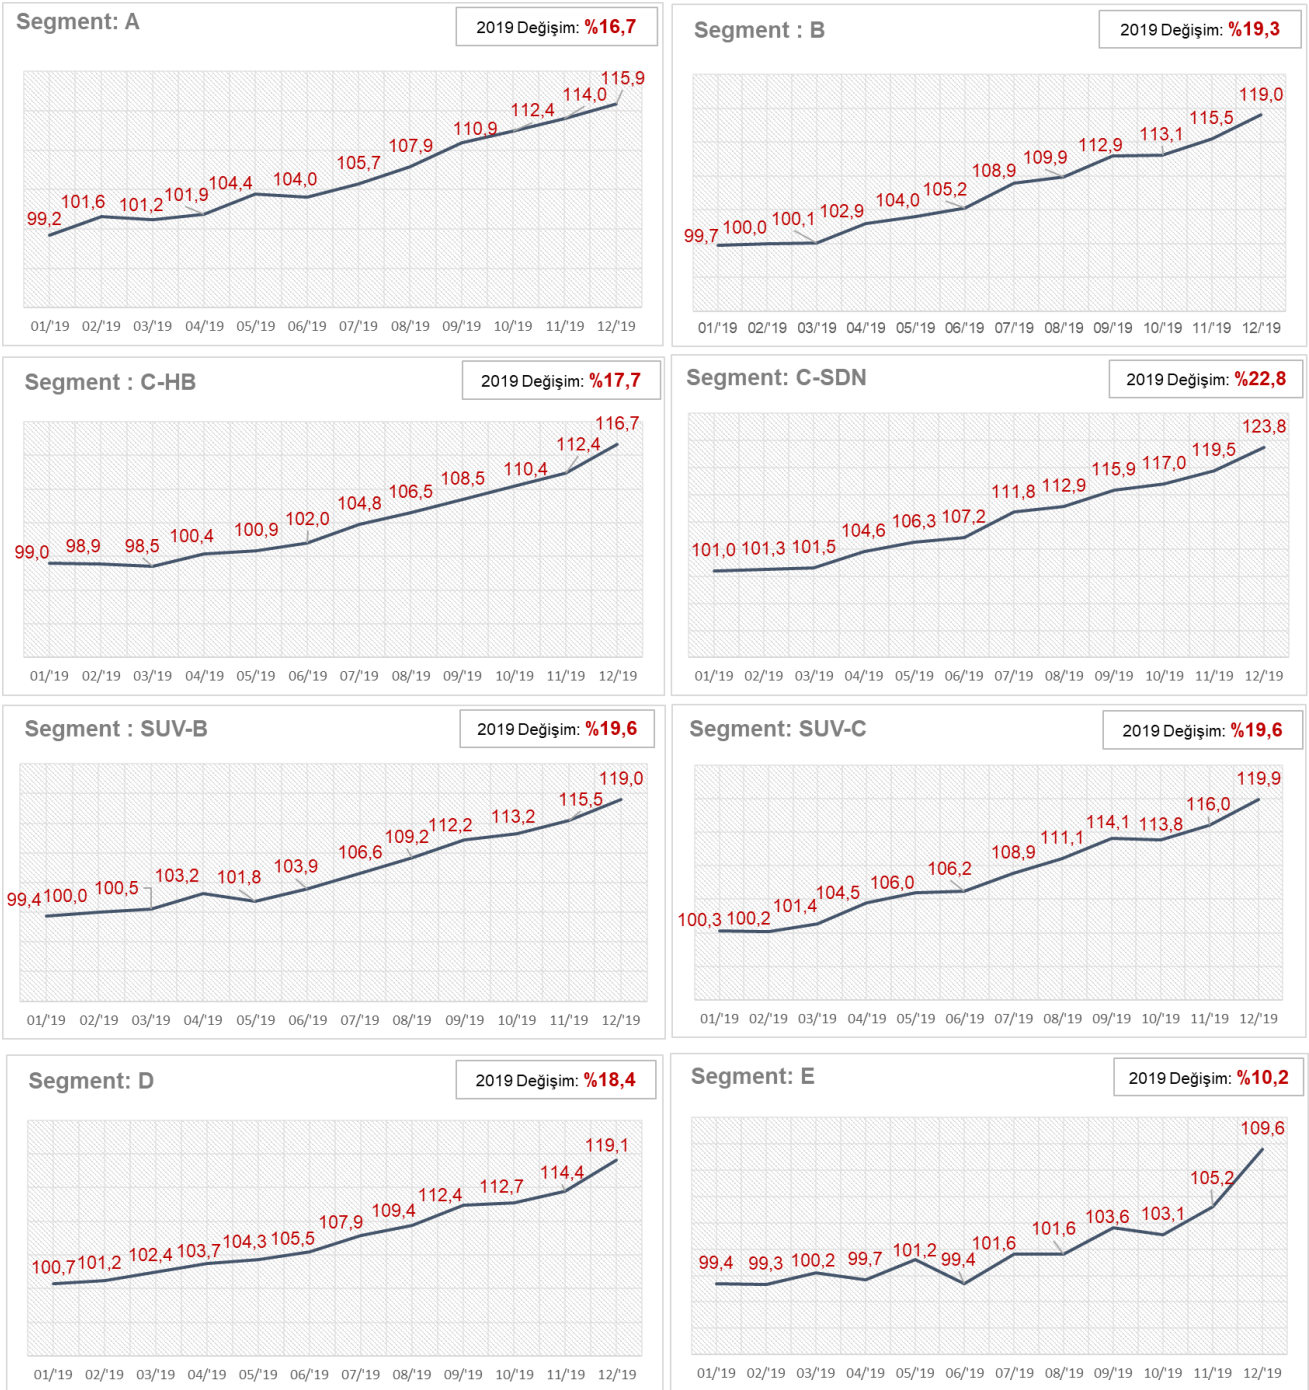 Segment: A
2019 Değişim: %16,7
99,2 101,6 101,2 101,9 104,4 104,0 105,7 107,9 110,9 112,4 114,0 115,9
01/'19 02/'19 03/'19 04/'19 05/'19 06/'19 07/'19 08/'19 09/'19 10/'19 11/'19 12/'19
Segment : B
2019 Değişim: %19,3
99,7 100,0 100,1 102,9 104,0 105,2 108,9 109,9 112,9 113,1 115,5 119,0
01/'19 02/'19 03/'19 04/'19 05/'19 06/'19 07/'19 08/'19 09/'19 10/'19 11/'19 12/'19
Segment : C-HB
2019 Değişim: %17,7
99,0 98,9 98,5 100,4 100,9 102,0 104,8 106,5 108,5 110,4 112,4 116,7
01/'19 02/'19 03/'19 04/'19 05/'19 06/'19 07/'19 08/'19 09/'19 10/'19 11/'19 12/'19
Segment: C-SDN
2019 Değişim: %22,8
101,0 101,3 101,5 104,6 106,3 107,2 111,8 112,9 115,9 117,0 119,5 123,8
01/'19 02/'19 03/'19 04/'19 05/'19 06/'19 07/'19 08/'19 09/'19 10/'19 11/'19 12/'19
Segment : SUV-B
2019 Değişim: %19,6
99,4 100,0 100,5 103,2 101,8 103,9 106,6 109,2 112,2 113,2 115,5 119,0
01/'19 02/'19 03/'19 04/'19 05/'19 06/'19 07/'19 08/'19 09/'19 10/'19 11/'19 12/'19
Segment: SUV-C
2019 Değişim: %19,6
100,3 100,2 101,4 104,5 106,0 106,2 108,9 111,1 114,1 113,8 116,0 119,9
01/'19 02/'19 03/'19 04/'19 05/'19 06/'19 07/'19 08/'19 09/'19 10/'19 11/'19 12/'19
Segment: D
2019 Değişim: %18,4
100,7 101,2 102,4 103,7 104,3 105,5 107,9 109,4 112,4 112,7 114,4 119,1
01/'19 02/'19 03/'19 04/'19 05/'19 06/'19 07/'19 08/'19 09/'19 10/'19 11/'19 12/'19
Segment: E
2019 Değişim: %10,2
99,4 99,3 100,2 99,7 101,2 99,4 101,6 101,6 103,6 103,1 105,2 109,6
01/'19 02/'19 03/'19 04/'19 05/'19 06/'19 07/'19 08/'19 09/'19 10/'19 11/'19 12/'19